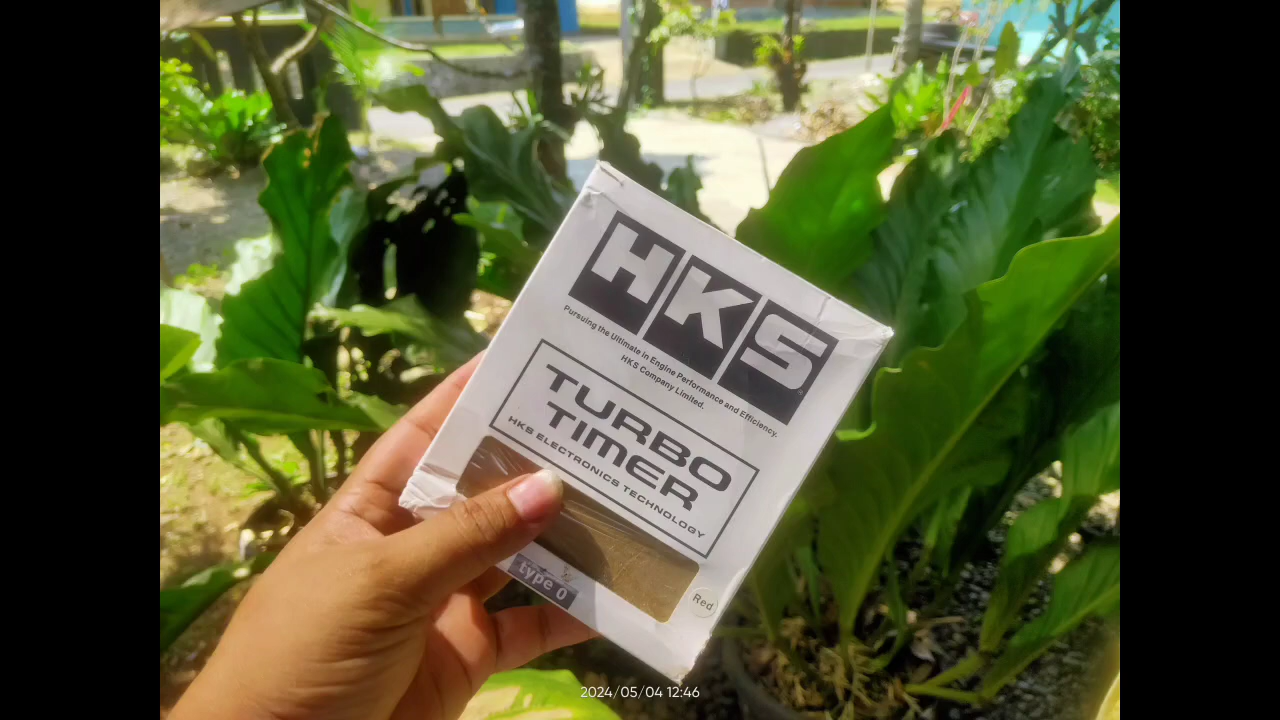 HKS
Pursuing the Ultimate in Engine Performance and Efficiency.
HKS Company Limited.
TURBO
TIMER
HKS ELECTRONICS TECHNOLOGY
type 0
Red
2024/05/04 12:46